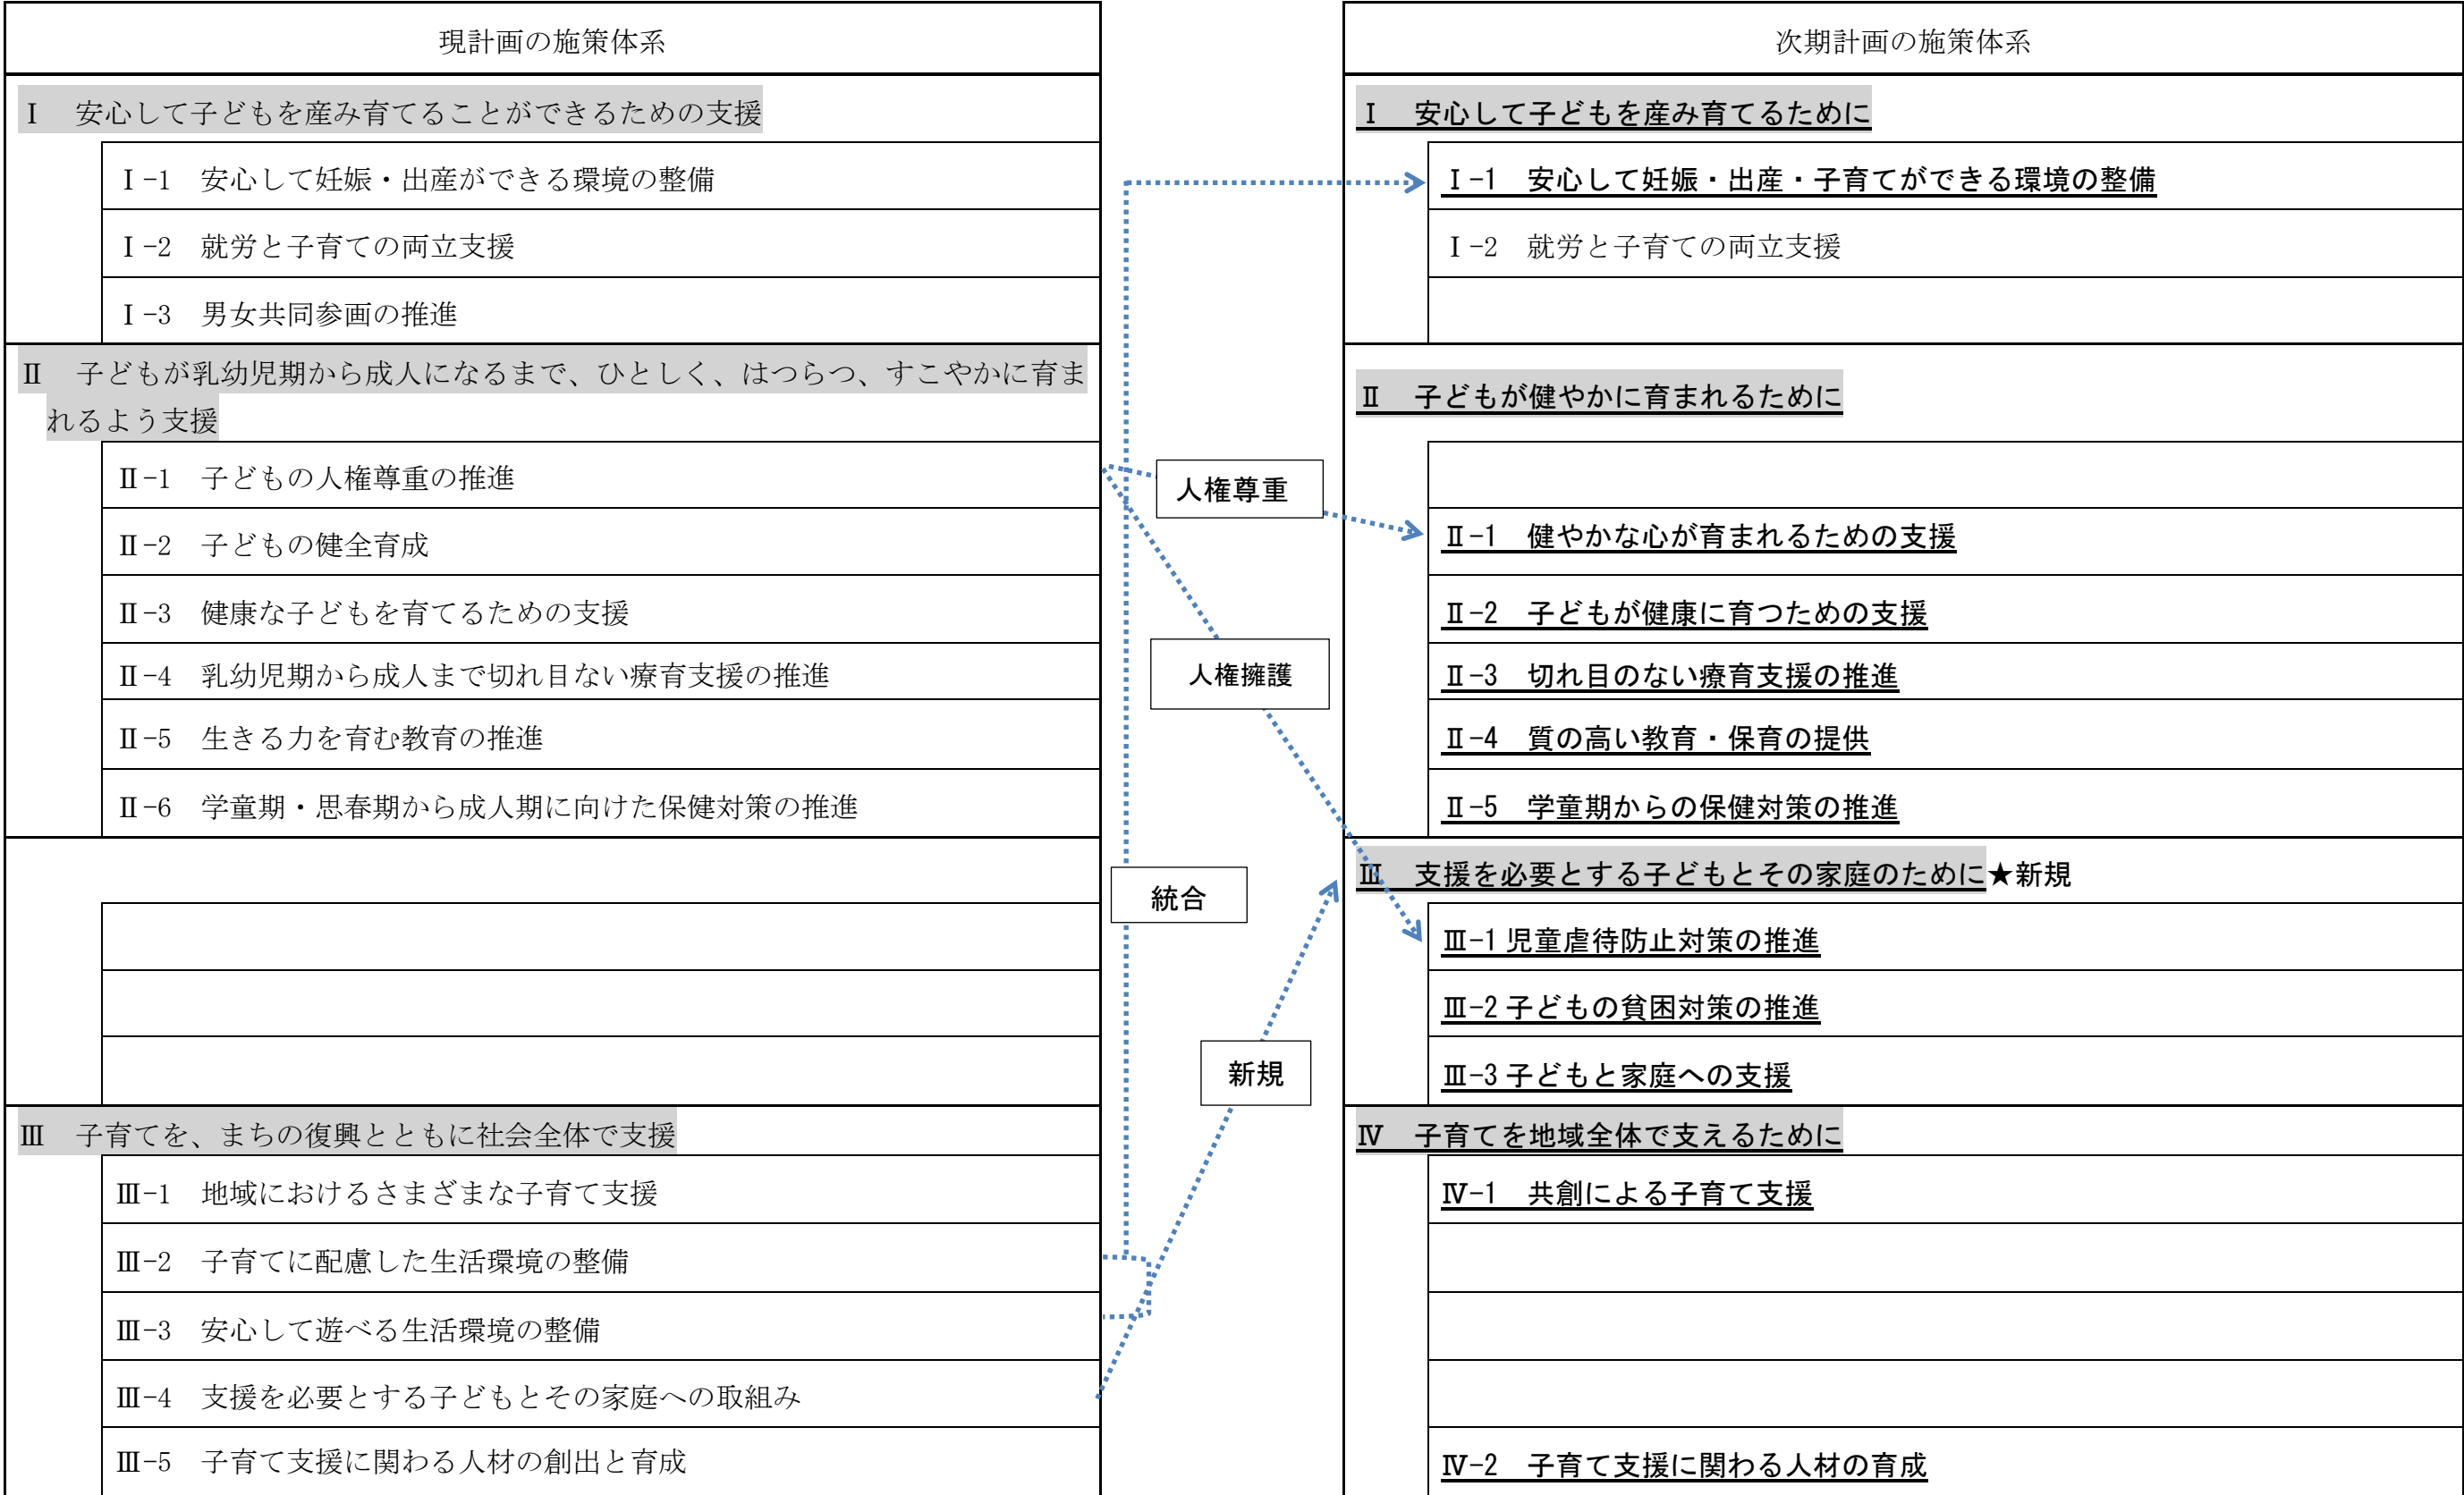 現計画の施策体系
Ⅰ　安心して子どもを産み育てることができるための支援
Ⅰ-1　安心して妊娠・出産ができる環境の整備
Ⅰ-2　就労と子育ての両立支援
Ⅰ-3　男女共同参画の推進
Ⅱ　子どもが乳幼児期から成人になるまで、ひとしく、はつらつ、すこやかに育ま
れるよう支援
Ⅱ-1　子どもの人権尊重の推進
Ⅱ-2　子どもの健全育成
Ⅱ-3　健康な子どもを育てるための支援
Ⅱ-4　乳幼児期から成人まで切れ目ない療育支援の推進
Ⅱ-5　生きる力を育む教育の推進
Ⅱ-6　学童期・思春期から成人期に向けた保健対策の推進
Ⅲ　子育てを、まちの復興とともに社会全体で支援
Ⅲ-1　地域におけるさまざまな子育て支援
Ⅲ-2　子育てに配慮した生活環境の整備
Ⅲ-3　安心して遊べる生活環境の整備
Ⅲ-4　支援を必要とする子どもとその家庭への取組み
Ⅲ-5　子育て支援に関わる人材の創出と育成
人権尊重
人権擁護
統合
新規
次期計画の施策体系
Ⅰ　安心して子どもを産み育てるために
Ⅰ-1　安心して妊娠・出産・子育てができる環境の整備
Ⅰ-2　就労と子育ての両立支援
Ⅱ　子どもが健やかに育まれるために
Ⅱ-1　健やかな心が育まれるための支援
Ⅱ-2　子どもが健康に育つための支援
Ⅱ-3　切れ目のない療育支援の推進
Ⅱ-4　質の高い教育・保育の提供
Ⅱ-5　学童期からの保健対策の推進
Ⅲ　支援を必要とする子どもとその家庭のために★新規
Ⅲ-1 児童虐待防止対策の推進
Ⅲ-2 子どもの貧困対策の推進
Ⅲ-3 子どもと家庭への支援
Ⅳ　子育てを地域全体で支えるために
Ⅳ-1　共創による子育て支援
Ⅳ-2　子育て支援に関わる人材の育成